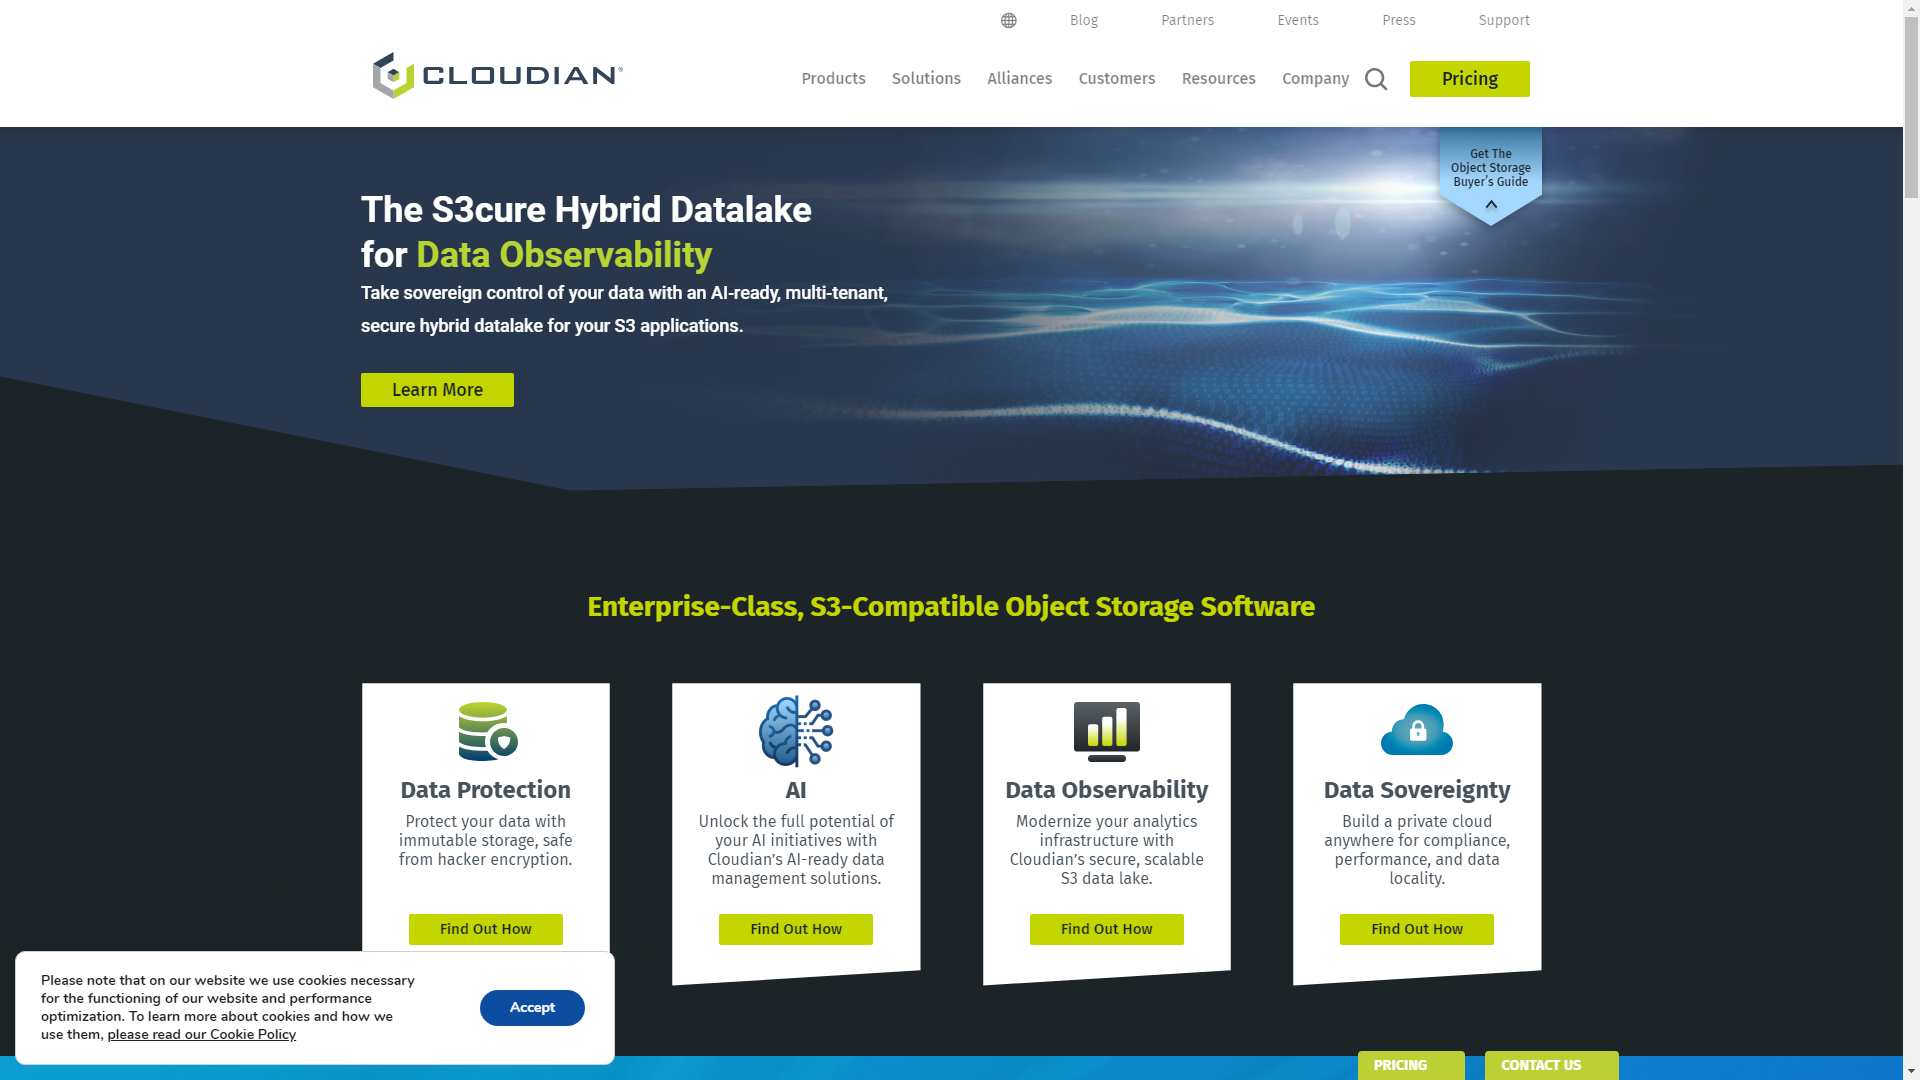 Blog
Partners
Events
Press
Support
CLOUDIAN®
Products
Solutions
Alliances
Customers
Resources
Company
Pricing
Get The
Object Storage
Buyer's Guide
The S3cure Hybrid Datalake
for Data Observability
Take sovereign control of your data with an AI-ready, multi-tenant,
secure hybrid datalake for your S3 applications.
Learn More
Enterprise-Class, S3-Compatible Object Storage Software
Data Protection
Protect your data with
immutable storage, safe
from hacker encryption.
Find Out How
AI
Unlock the full potential of
your AI initiatives with
Cloudian's AI-ready data
management solutions.
Find Out How
Data Observability
Modernize your analytics
infrastructure with
Cloudian's secure, scalable
S3 data lake.
Find Out How
Data Sovereignty
Build a private cloud
anywhere for compliance,
performance, and data
locality.
Find Out How
Please note that on our website we use cookies necessary
for the functioning of our website and performance
optimization. To learn more about cookies and how we
use them, please read our Cookie Policy
Accept
PRICING
CONTACT US